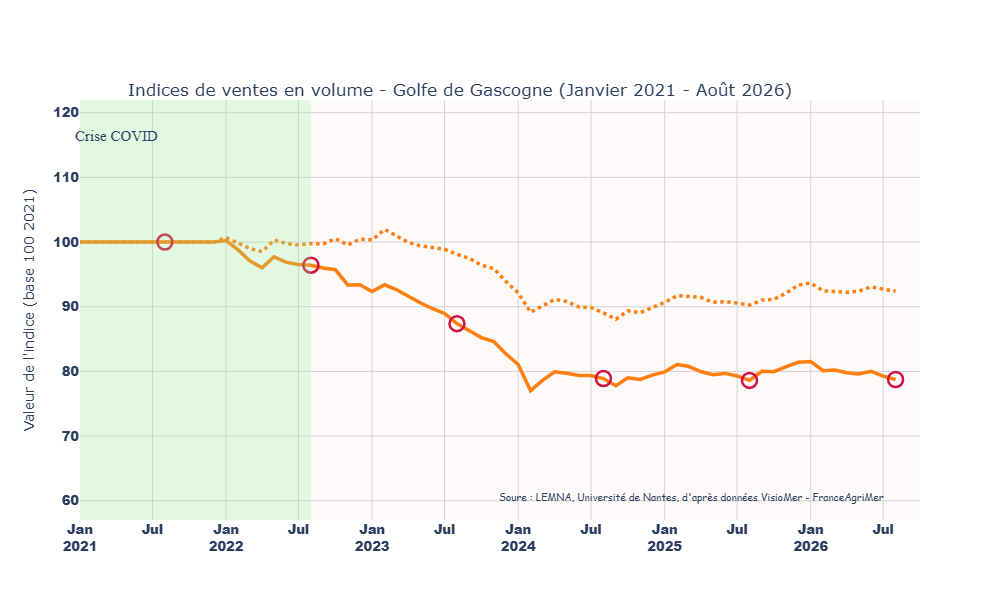 Indices de ventes en volume - Golfe de Gascogne (Janvier 2021 - Août 2026)
120
Crise COVID
110
100
90
80
70
60
Valeur de l'indice (base 100 2021)
Soure : LEMNA, Université de Nantes, d'après données VisioMer - FranceAgriMer
Jan Jul Jan Jul Jan Jul Jan Jul Jan Jul Jan Jul
2021 2022 2023 2024 2025 2026